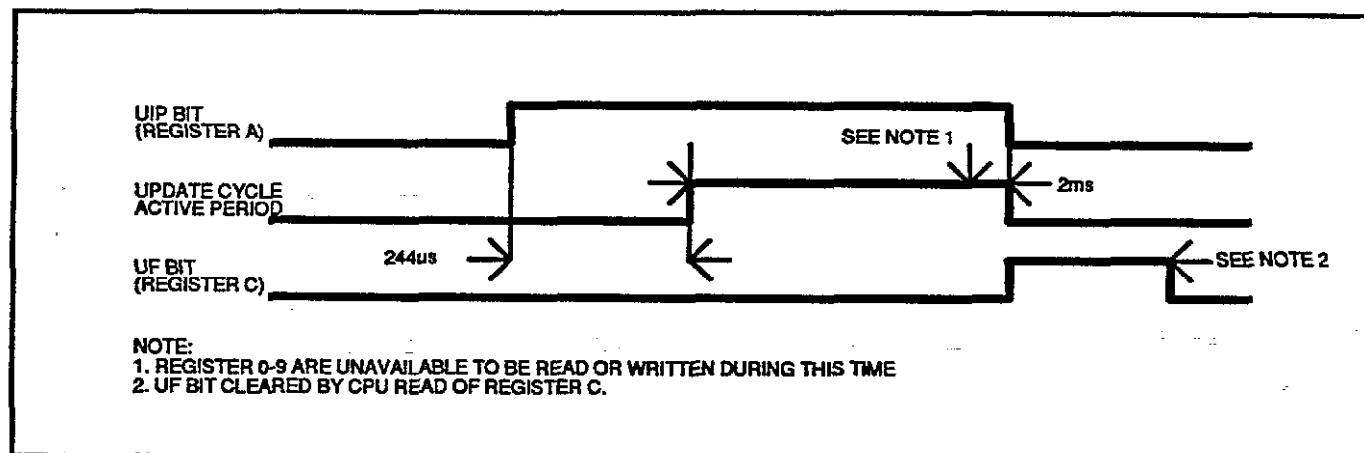 UIP BIT
(REGISTER A)
SEE NOTE 1
UPDATE CYCLE
ACTIVE PERIOD
2ms
244us
UF BIT
(REGISTER C)
SEE NOTE 2
NOTE:
1. REGISTER 0-9 ARE UNAVAILABLE TO BE READ OR WRITTEN DURING THIS TIME
2. UF BIT CLEARED BY CPU READ OF REGISTER C.